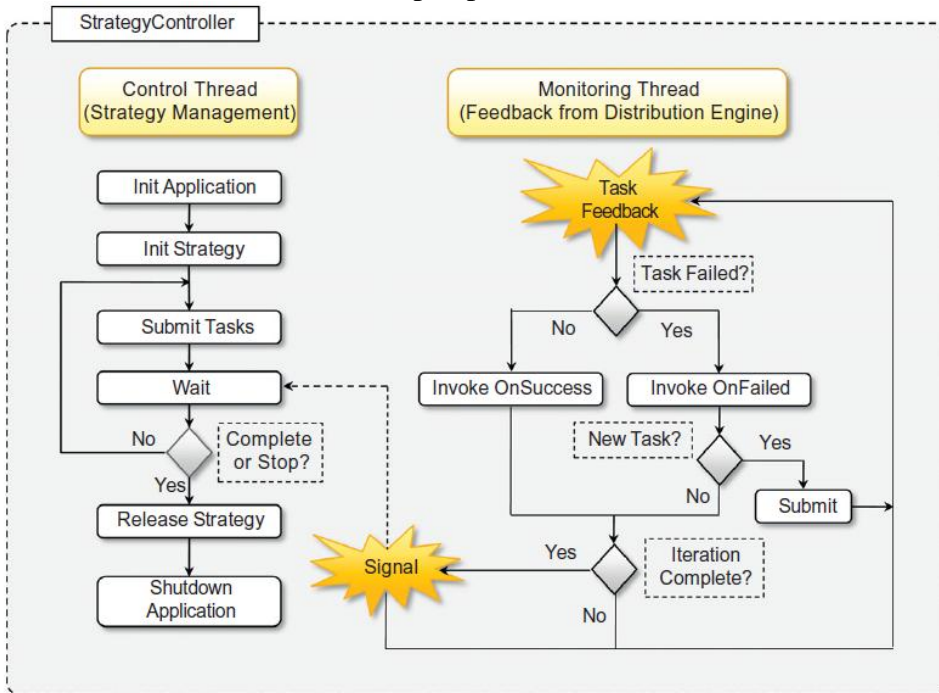 StrategyController
Control Thread
(Strategy Management)
Init Application
Init Strategy
Submit Tasks
Wait
No
Complete
or Stop?
Yes
Release Strategy
Shutdown
Application
Monitoring Thread
(Feedback from Distribution Engine)
Task
Feedback
Task Failed?
No
Yes
Invoke OnSuccess
Invoke OnFailed
New Task?
Yes
No
Submit
Yes
Signal
Iteration
Complete?
No